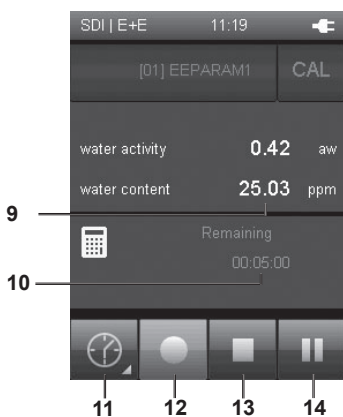 SDI | E+E 11:19
[01] EEPARAM1 CAL
water activity 0.42 aw
water content 25.03 ppm
9
Remaining
00:05:00
10
11 12 13 14